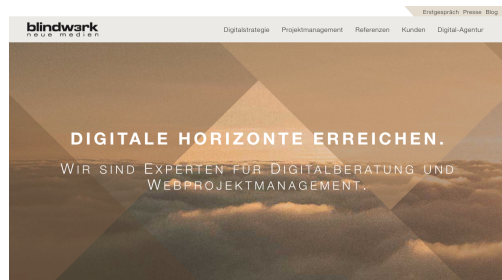 Erstgespräch Presse Blog
blindwerk
neue medien
Digitalstrategie Projektmanagement Referenzen Kunden Digital-Agentur
DIGITALE HORIZONTE ERREICHEN.
WIR SIND EXPERTEN FÜR DIGITALBERATUNG UND
WEBPROJEKTMANAGEMENT.